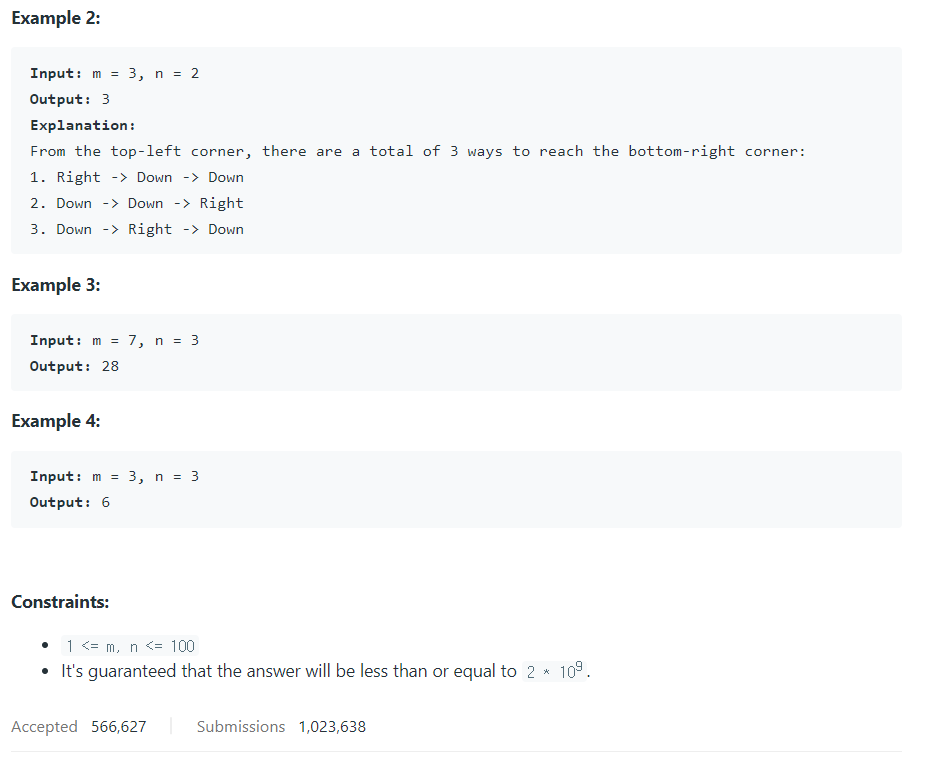 Example 2:
Input: m = 3, n = 2
Output: 3
Explanation:
From the top-left corner, there are a total of 3 ways to reach the bottom-right corner:
1. Right -> Down -> Down
2. Down -> Down -> Right
3. Down -> Right -> Down
Example 3:
Input: m = 7, n = 3
Output: 28
Example 4:
Input: m = 3, n = 3
Output: 6
Constraints:
• 1 <= m, n <= 100
• It's guaranteed that the answer will be less than or equal to 2 * 10⁹.
Accepted 566,627 | Submissions 1,023,638